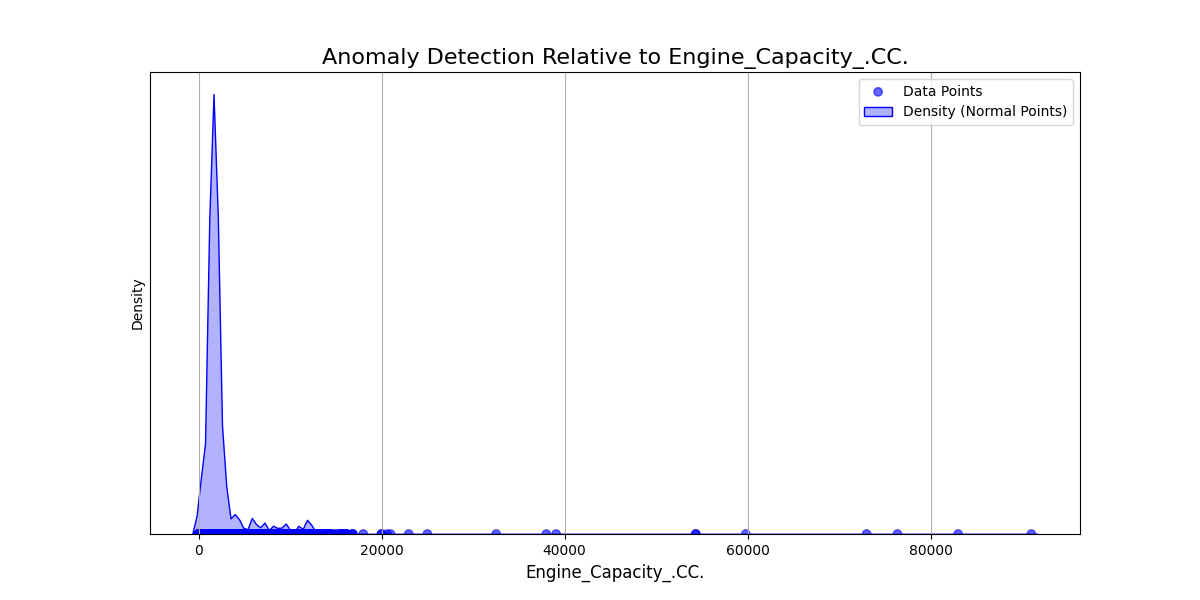 Anomaly Detection Relative to Engine_Capacity_.CC.
Data Points
Density (Normal Points)
Density
0 20000 40000 60000 80000
Engine_Capacity_.CC.